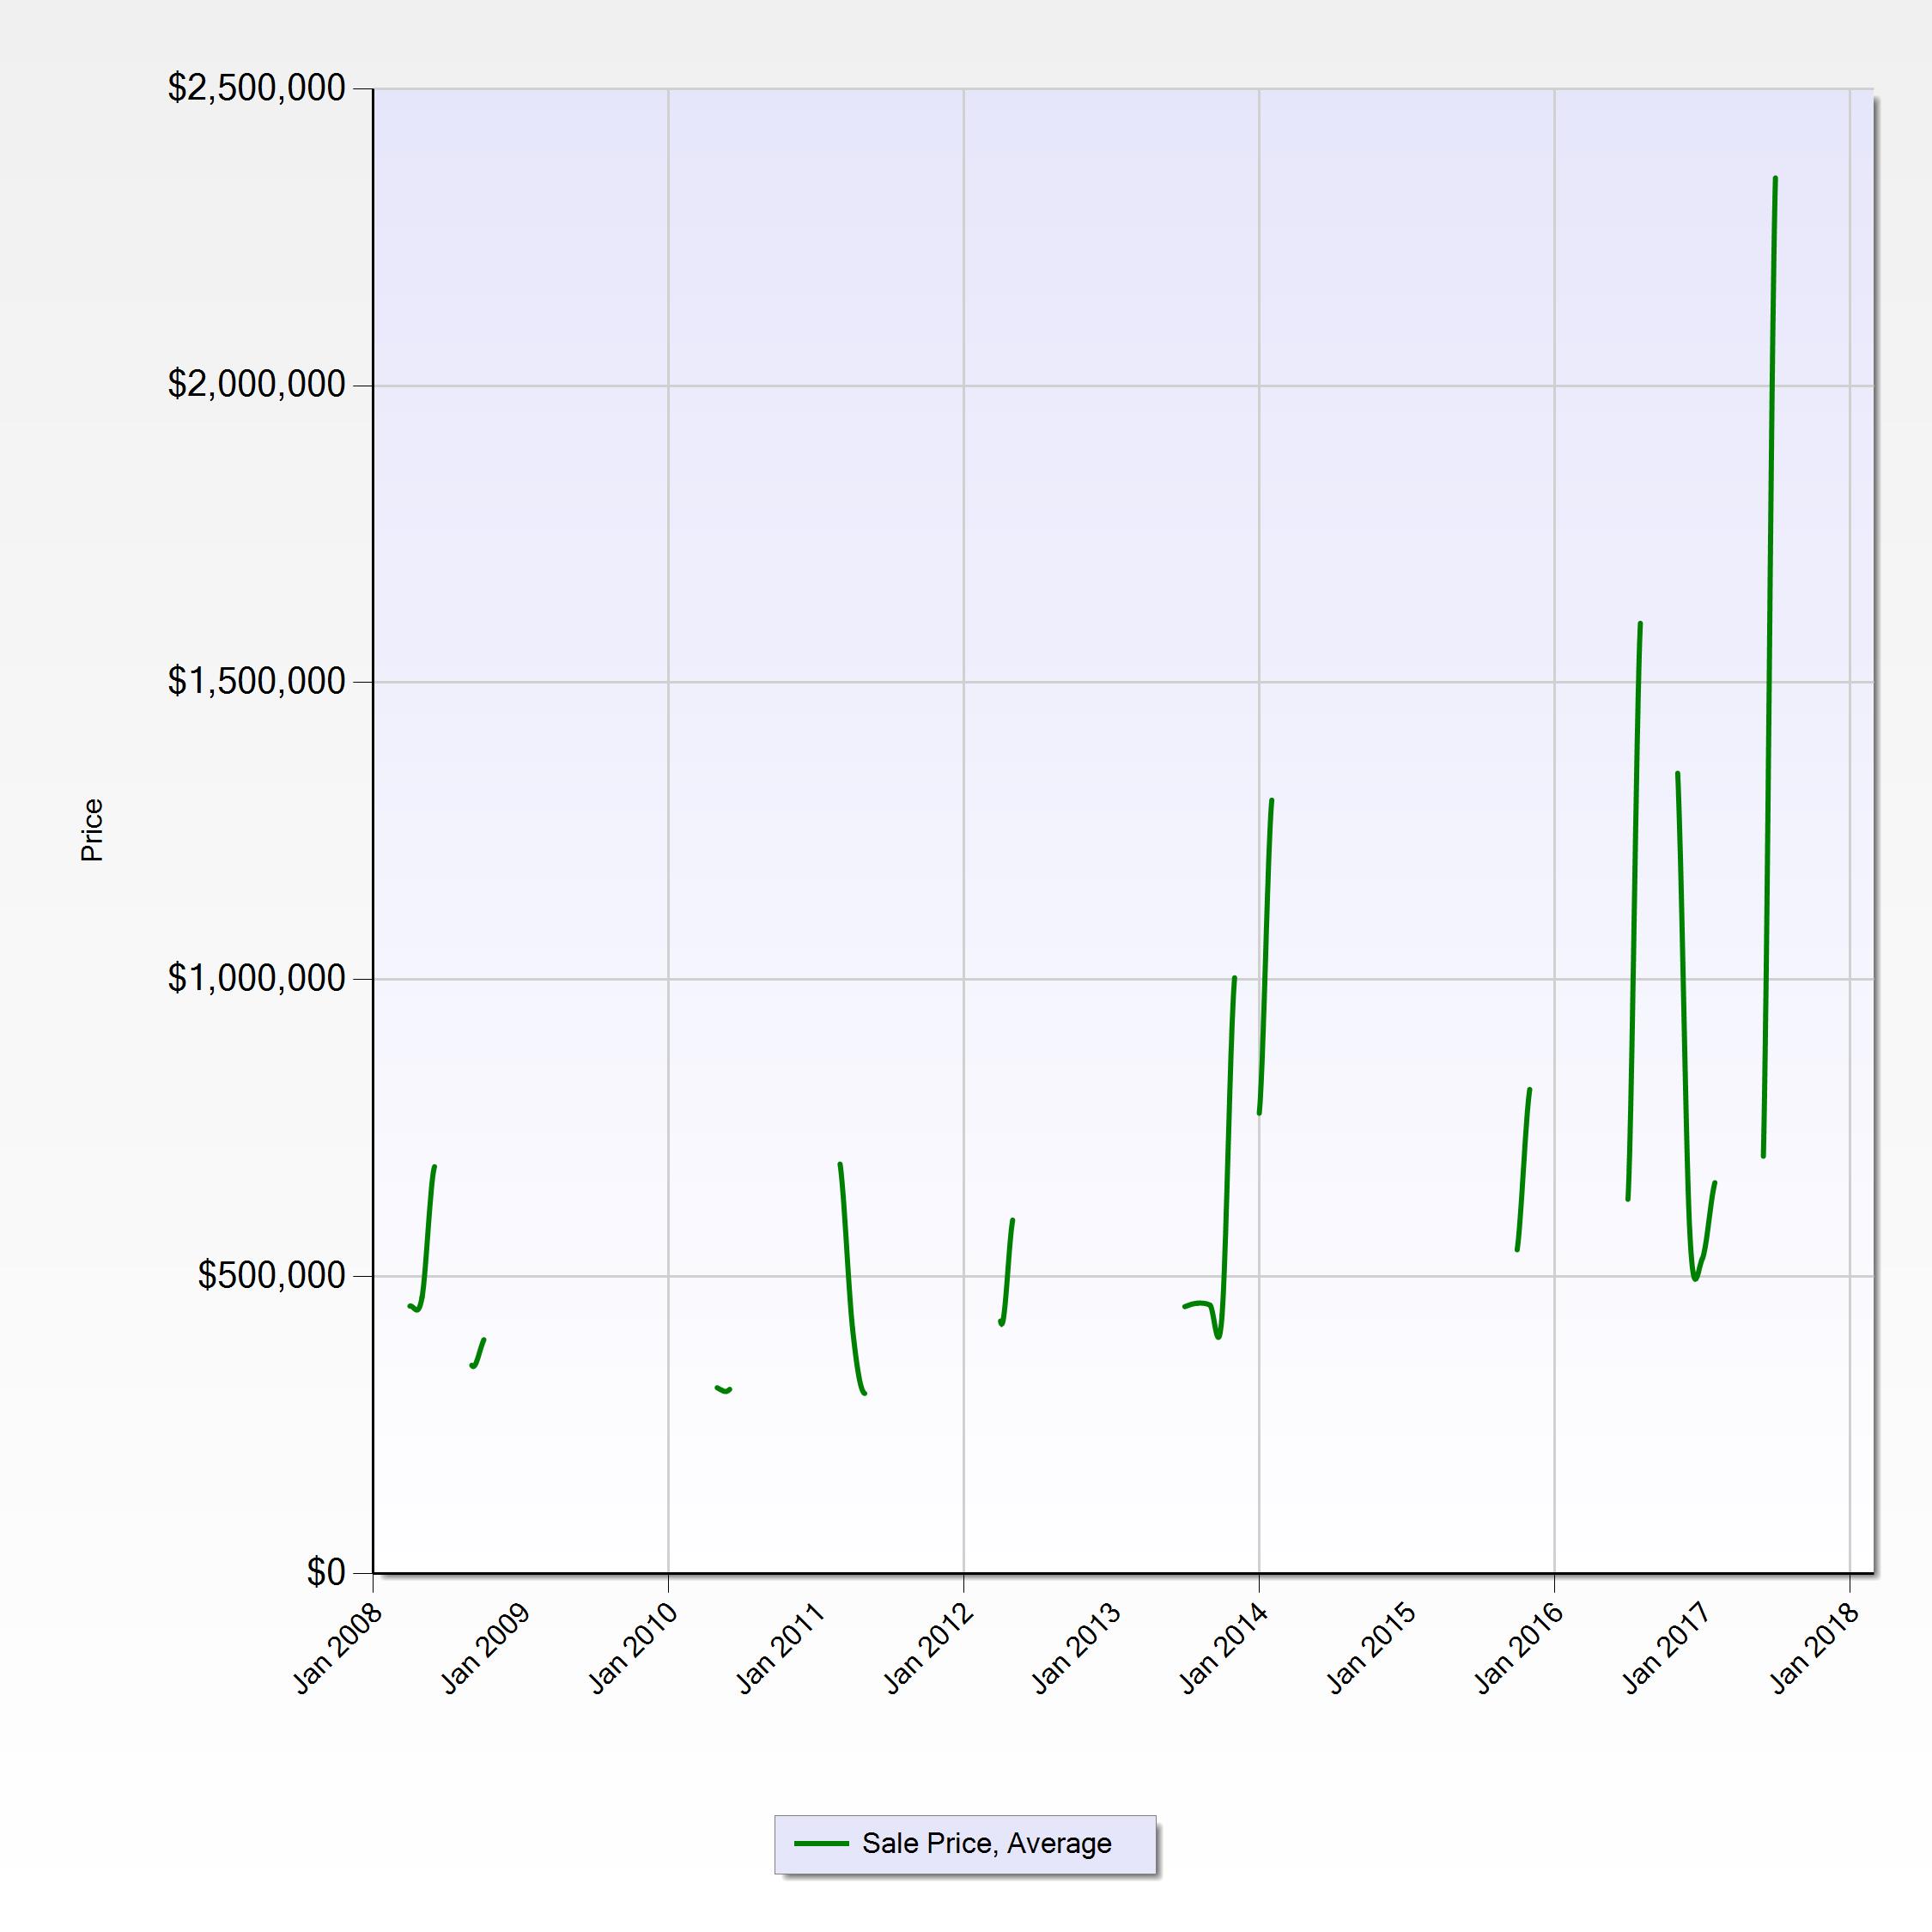 $2,500,000
$2,000,000
$1,500,000
$1,000,000
$500,000
$0
Price
Jan 2008
Jan 2009
Jan 2010
Jan 2011
Jan 2012
Jan 2013
Jan 2014
Jan 2015
Jan 2016
Jan 2017
Jan 2018
Sale Price, Average